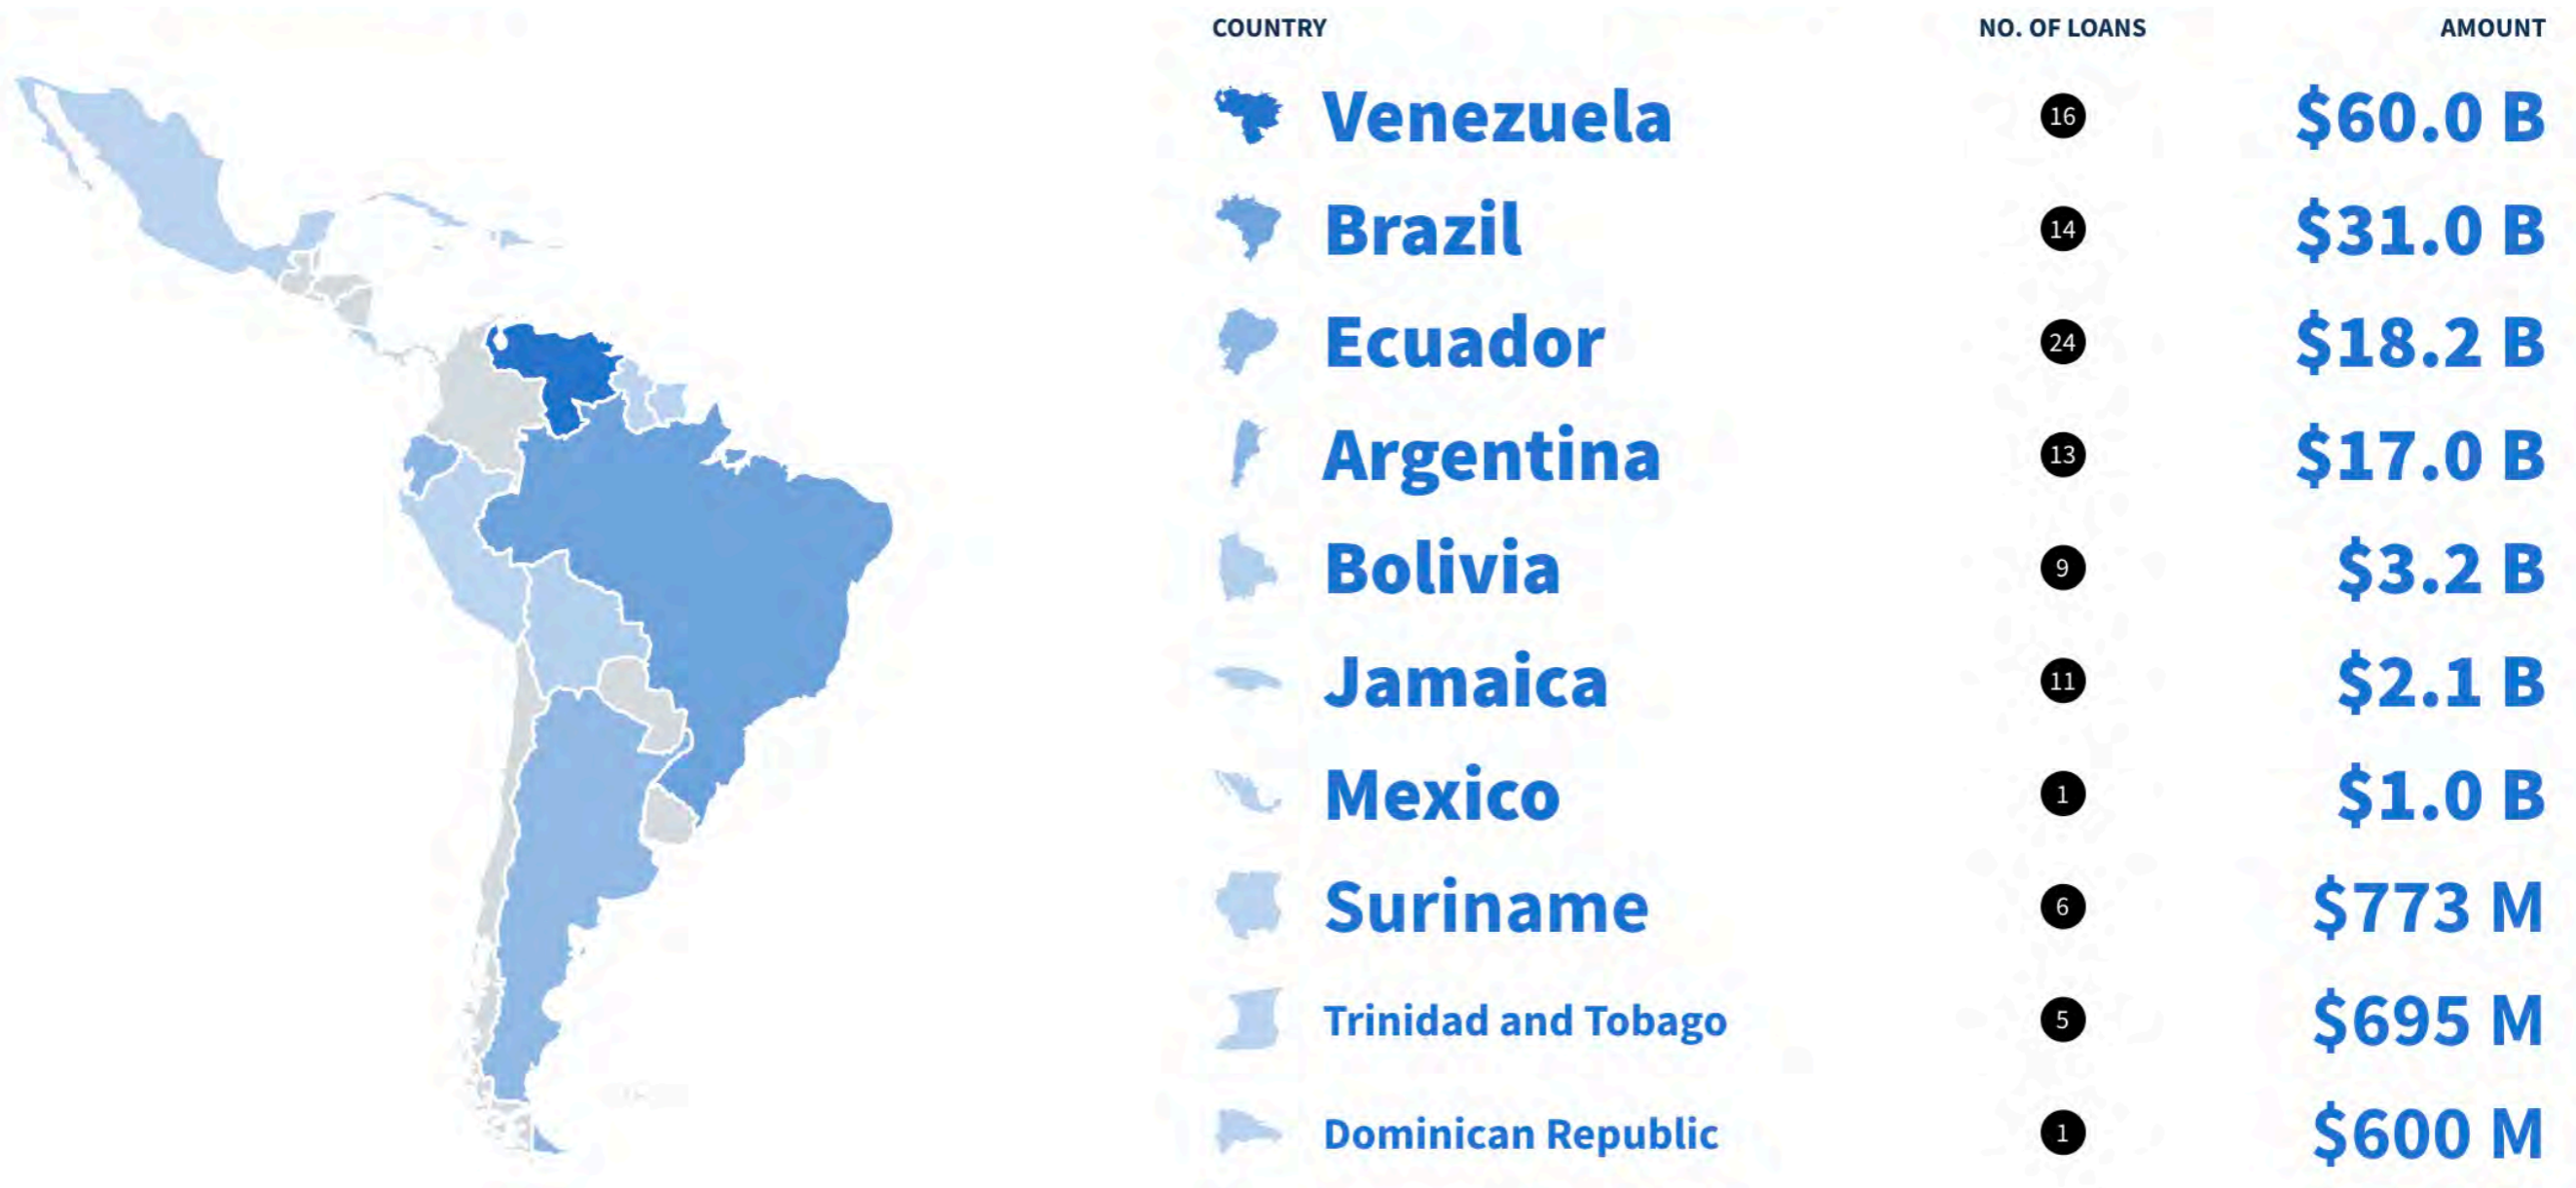 COUNTRY NO. OF LOANS AMOUNT
Venezuela 16 $60.0 B
Brazil 14 $31.0 B
Ecuador 24 $18.2 B
Argentina 13 $17.0 B
Bolivia 9 $3.2 B
Jamaica 11 $2.1 B
Mexico 1 $1.0 B
Suriname 6 $773 M
Trinidad and Tobago 5 $695 M
Dominican Republic 1 $600 M